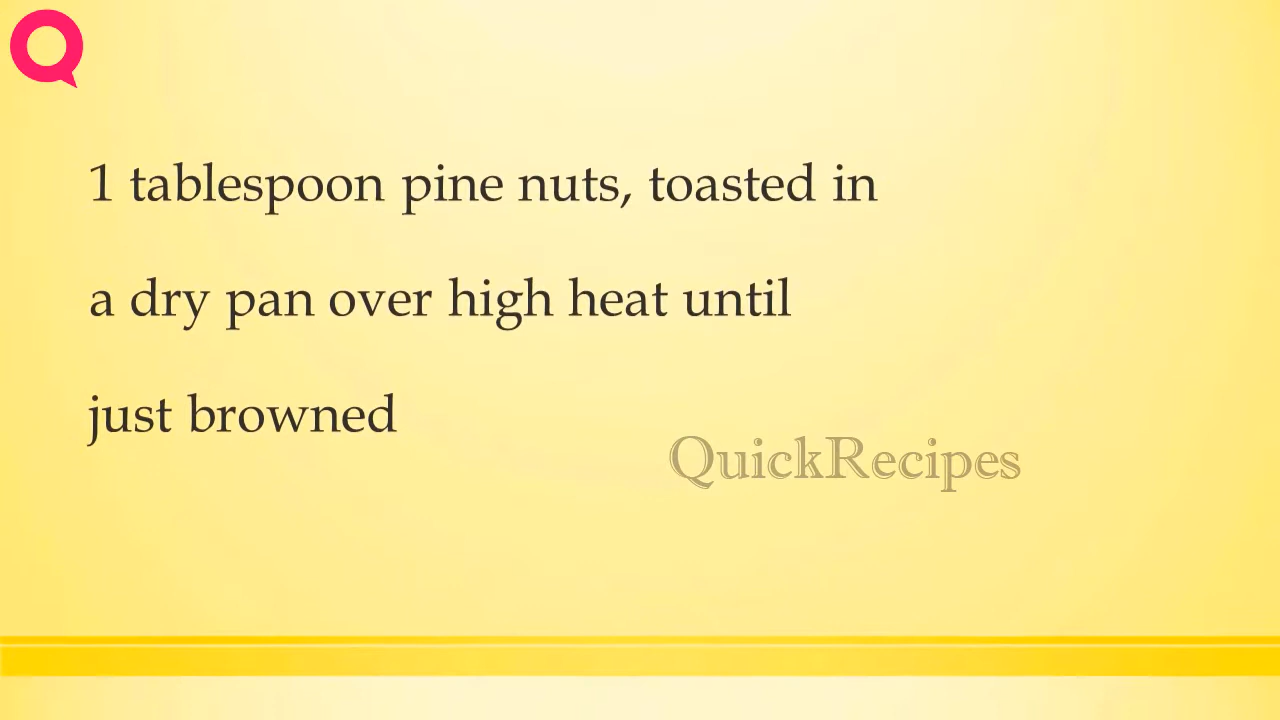 1 tablespoon pine nuts, toasted in
a dry pan over high heat until
just browned
QuickRecipes